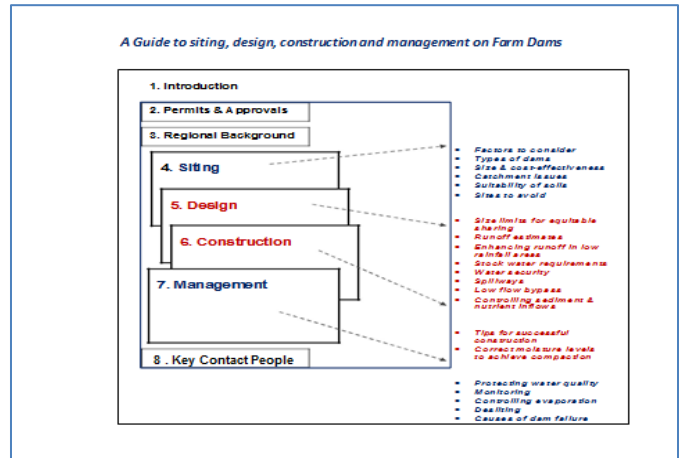 A Guide to siting, design, construction and management on Farm Dams
1. Introduction
2. Permits & Approvals
3. Regional Background
4. Siting
5. Design
6. Construction
7. Management
8 . Key Contact People
• Factors to consider
• Types of dams
• Size & cost-effectiveness
• Catchment issues
• Suitability of soils
• Sites to avoid
• Size limits for equitable
sharing
• Runoff estimates
• Enhancing runoff in low
rainfall areas
• Stock water requirements
• Water security
• Spillways
• Low flow bypass
• Controlling sediment &
nutrient inflows
• Tips for successful
construction
• Correct moisture levels
to achieve compaction
• Protecting water quality
• Monitoring
• Controlling evaporation
• Desilting
• Causes of dam failure